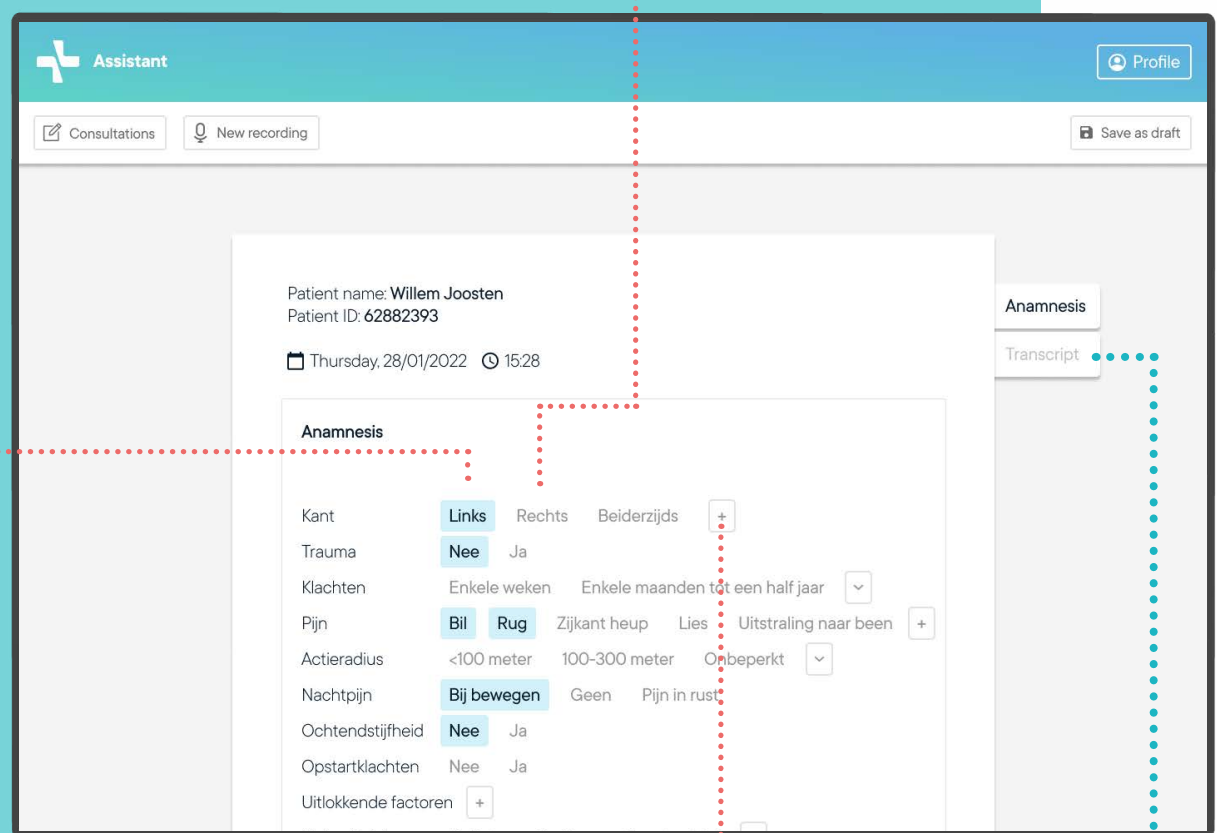 Assistant
Profile
Consultations
New recording
Save as draft
Patient name: Willem Joosten
Patient ID: 62882393
Thursday, 28/01/2022 15:28
Anamnesis
Transcript
Anamnesis
Kant Links Rechts Beiderzijds +
Trauma Nee Ja
Klachten Enkele weken Enkele maanden tot een half jaar
Pijn Bil Rug Zijkant heup Lies Uitstraling naar been +
Actieradius <100 meter 100-300 meter Onbeperkt
Nachtpijn Bij bewegen Geen Pijn in rust
Ochtendstijfheid Nee Ja
Opstartklachten Nee Ja
Uitlokkende factoren +